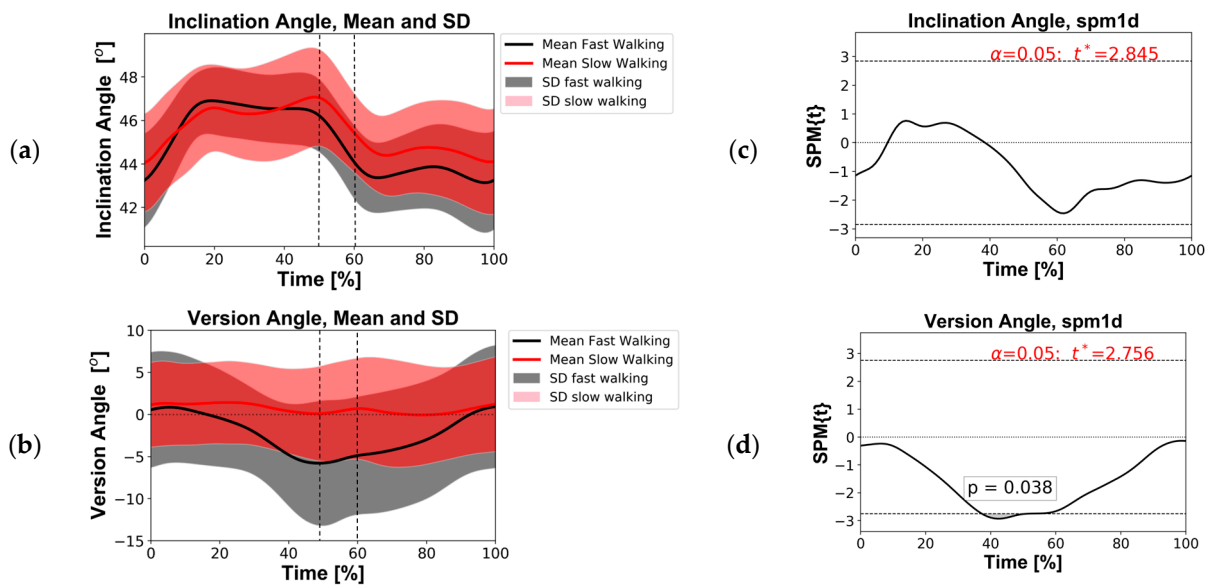 Inclination Angle, Mean and SD
(a)
Inclination Angle [°]
48
46
44
42
0 20 40 60 80 100
Time [%]
Mean Fast Walking
Mean Slow Walking
SD fast walking
SD slow walking
(c)
Inclination Angle, spm1d
α=0.05: t*=2.845
SPM{t}
3
2
1
0
−1
−2
−3
0 20 40 60 80 100
Time [%]
(b)
Version Angle, Mean and SD
Version Angle [°]
10
5
0
−5
−10
−15
0 20 40 60 80 100
Time [%]
Mean Fast Walking
Mean Slow Walking
SD fast walking
SD slow walking
(d)
Version Angle, spm1d
α=0.05: t*=2.756
SPM{t}
3
2
1
0
−1
−2
−3
p = 0.038
0 20 40 60 80 100
Time [%]